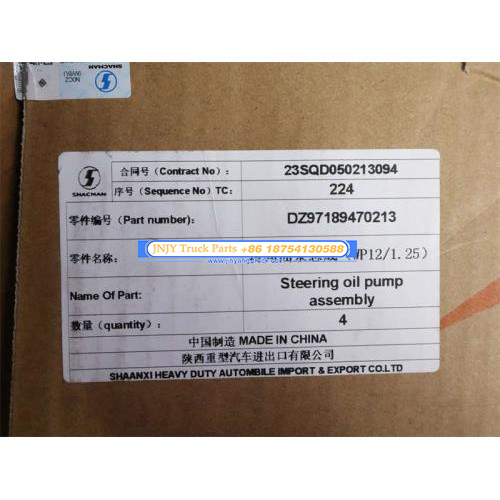 SHACMAN
SHACMAN
合同号(Contract No):
23SQD050213094
序号(Sequence No) TC:
224
零件编号(Part number):
DZ97189470213
JNJY Truck Parts +86 18754130588
零件名称:
(WP12/1.25)
Name Of Part:
Steering oil pump
assembly
数量(quantity):
4
中国制造 MADE IN CHINA
陕西重型汽车进出口有限公司
SHAANXI HEAVY DUTY AUTOMBILE IMPORT & EXPORT CO.LTD